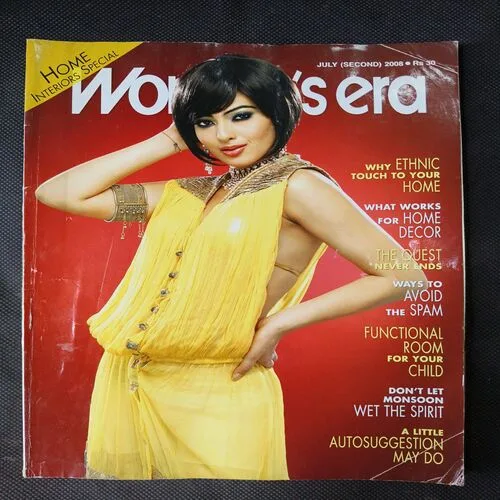 HOME
INTERIORS SPECIAL
JULY (SECOND) 2008 ● Rs 30
Woman's era
WHY ETHNIC
TOUCH TO YOUR
HOME
WHAT WORKS
FOR HOME
DECOR
THE QUEST
NEVER ENDS
WAYS TO
AVOID
THE SPAM
FUNCTIONAL
ROOM
FOR YOUR
CHILD
DON'T LET
MONSOON
WET THE SPIRIT
A LITTLE
AUTOSUGGESTION
MAY DO